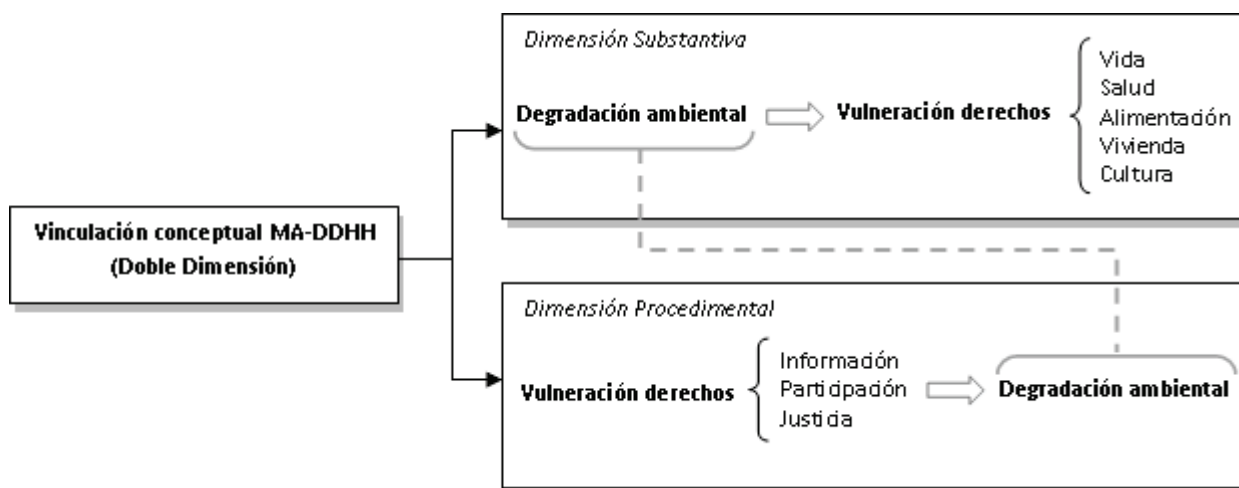 Vinculación conceptual MA-DDHH
(Doble Dimensión)
Dimensión Substantiva
Degradación ambiental
Vulneración derechos
Vida
Salud
Alimentación
Vivienda
Cultura
Dimensión Procedimental
Vulneración derechos
Información
Participación
Justicia
Degradación ambiental